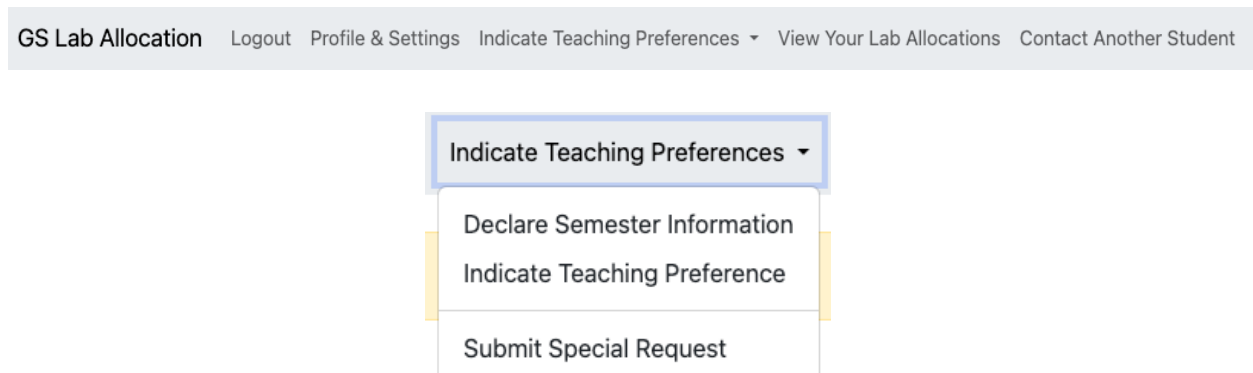 GS Lab Allocation Logout Profile & Settings Indicate Teaching Preferences View Your Lab Allocations Contact Another Student
Indicate Teaching Preferences
Declare Semester Information
Indicate Teaching Preference
Submit Special Request